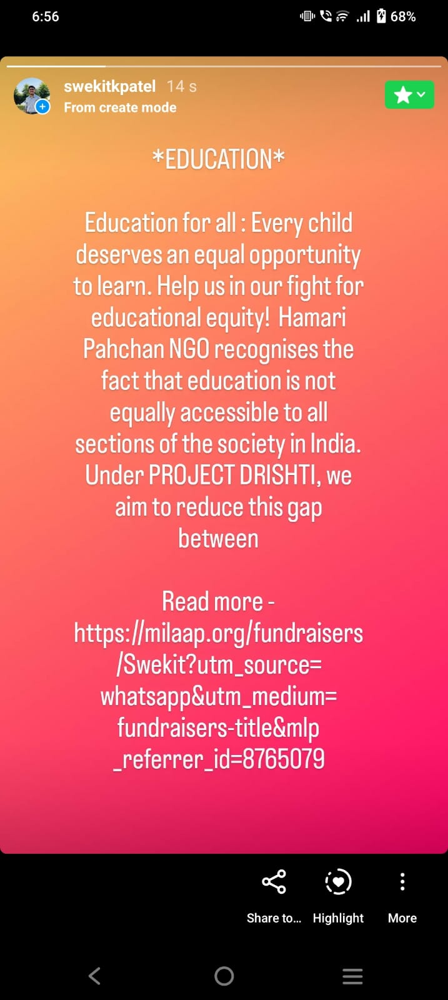 6:56
68%
swekitkpatel 14 s
From create mode
*EDUCATION*
Education for all : Every child
deserves an equal opportunity
to learn. Help us in our fight for
educational equity!  Hamari
Pahchan NGO recognises the
fact that education is not
equally accessible to all
sections of the society in India.
Under PROJECT DRISHTI, we
aim to reduce this gap
between
Read more -
https://milaap.org/fundraisers
/Swekit?utm_source=
whatsapp&utm_medium=
fundraisers-title&mlp
_referrer_id=8765079
Share to... Highlight More